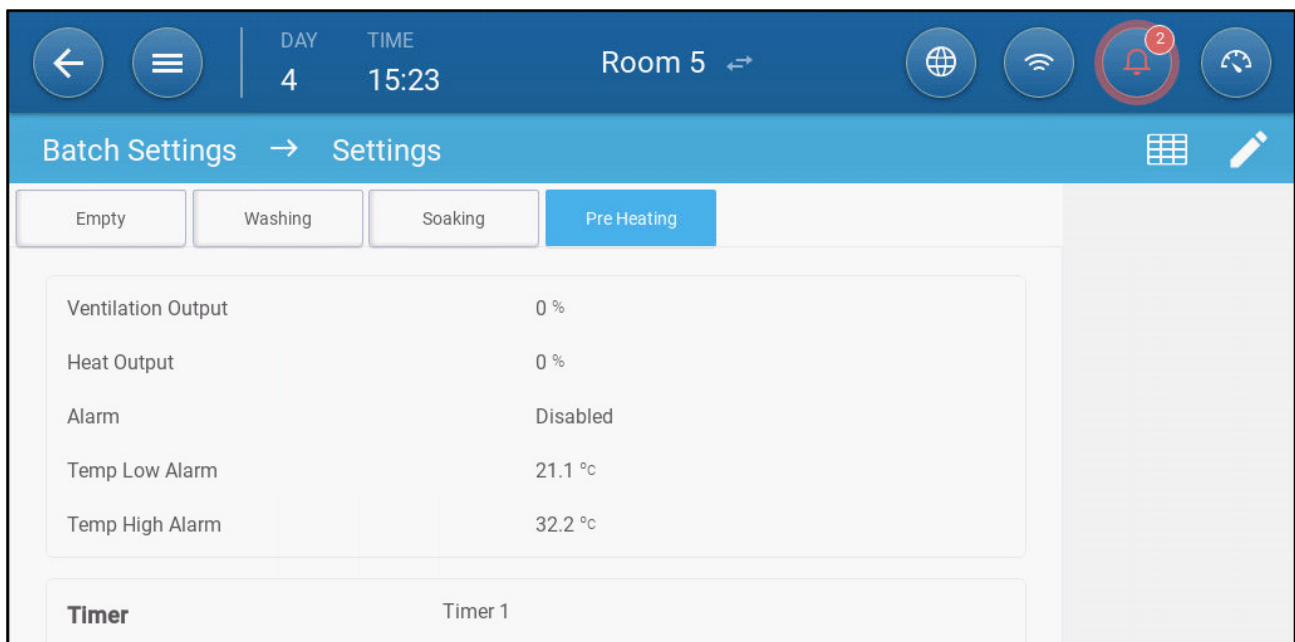 DAY TIME 2
4 15:23 Room 5
Batch Settings → Settings
Empty Washing Soaking Pre Heating
Ventilation Output 0 %
Heat Output 0 %
Alarm Disabled
Temp Low Alarm 21.1 °c
Temp High Alarm 32.2 °c
Timer Timer 1